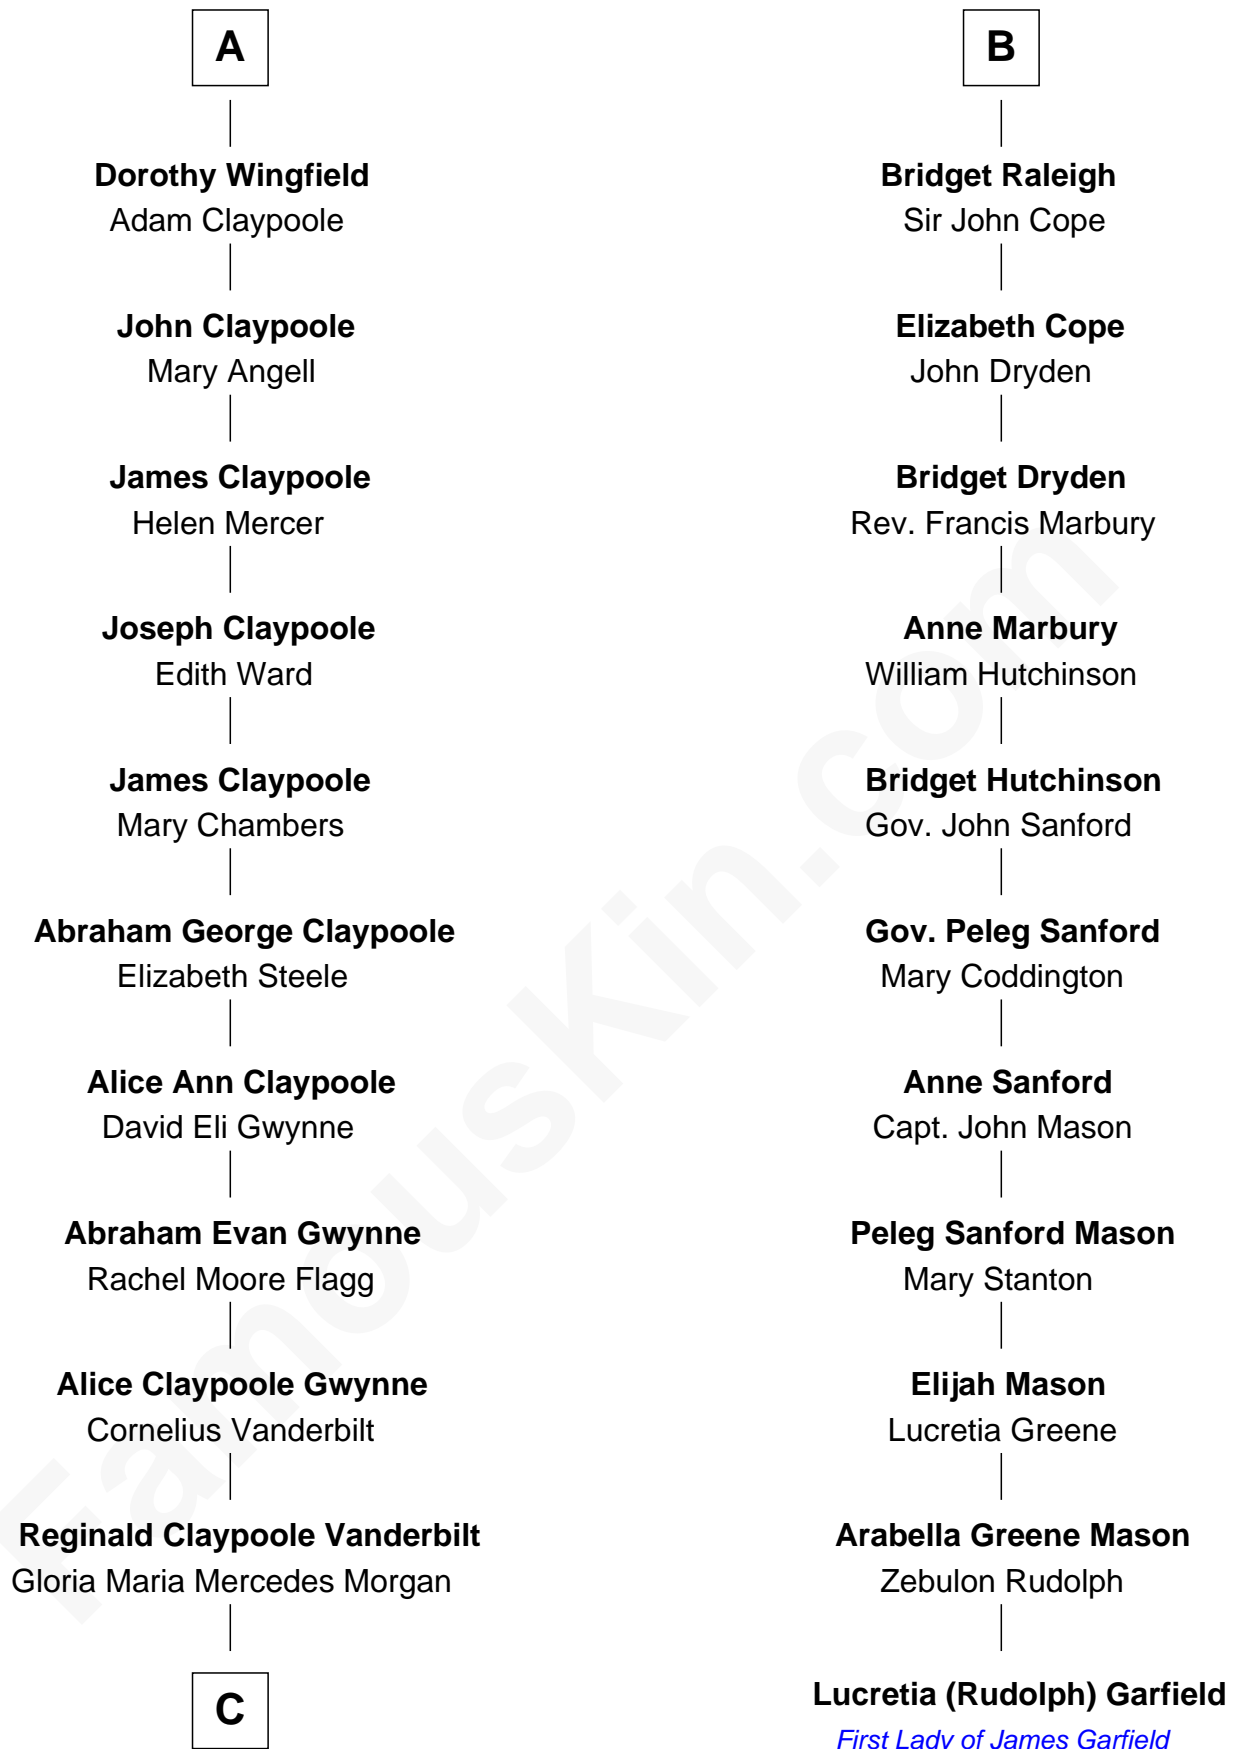 A
Dorothy Wingfield
Adam Claypoole
John Claypoole
Mary Angell
James Claypoole
Helen Mercer
Joseph Claypoole
Edith Ward
James Claypoole
Mary Chambers
Abraham George Claypoole
Elizabeth Steele
Alice Ann Claypoole
David Eli Gwynne
Abraham Evan Gwynne
Rachel Moore Flagg
Alice Claypoole Gwynne
Cornelius Vanderbilt
Reginald Claypoole Vanderbilt
Gloria Maria Mercedes Morgan
C
B
Bridget Raleigh
Sir John Cope
Elizabeth Cope
John Dryden
Bridget Dryden
Rev. Francis Marbury
Anne Marbury
William Hutchinson
Bridget Hutchinson
Gov. John Sanford
Gov. Peleg Sanford
Mary Coddington
Anne Sanford
Capt. John Mason
Peleg Sanford Mason
Mary Stanton
Elijah Mason
Lucretia Greene
Arabella Greene Mason
Zebulon Rudolph
Lucretia (Rudolph) Garfield
First Lady of James Garfield
FamousKin.com